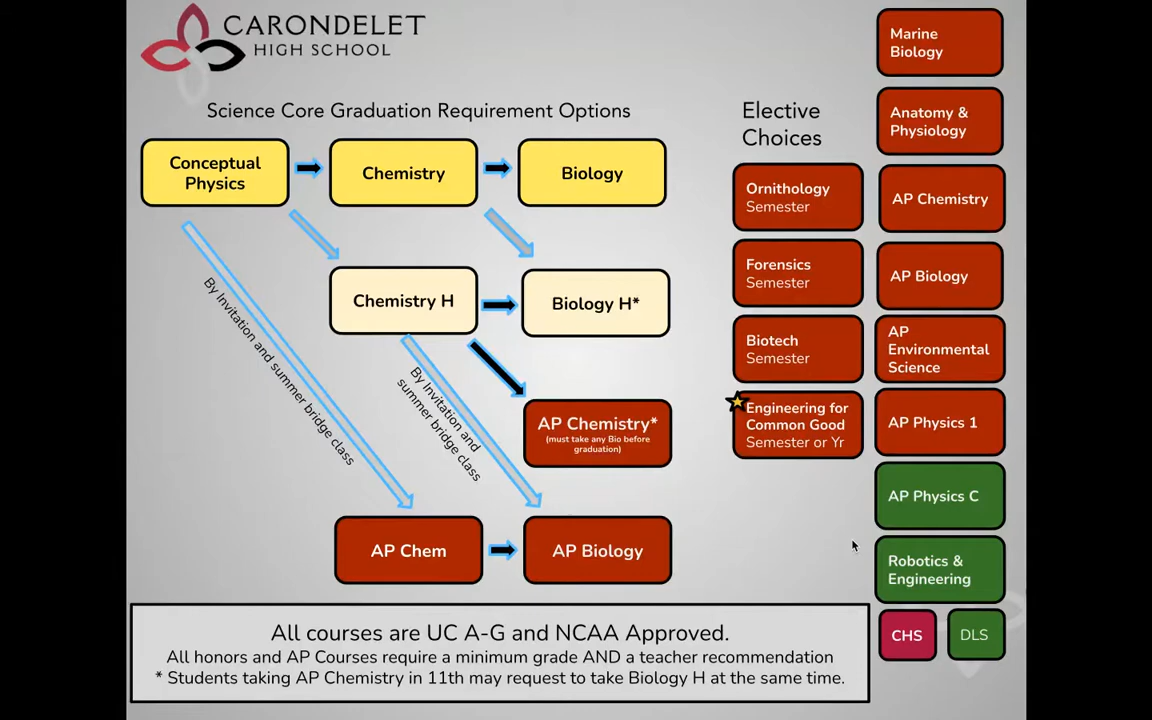 CARONDELET
HIGH SCHOOL
Science Core Graduation Requirement Options
Conceptual
Physics
Chemistry
Biology
Chemistry H
Biology H*
By Invitation and summer bridge class
By Invitation and
summer bridge class
AP Chemistry*
(must take any Bio before
graduation)
AP Chem
AP Biology
Elective
Choices
Ornithology
Semester
Forensics
Semester
Biotech
Semester
Engineering for
Common Good
Semester or Yr
Marine
Biology
Anatomy &
Physiology
AP Chemistry
AP Biology
AP
Environmental
Science
AP Physics 1
AP Physics C
Robotics &
Engineering
CHS
DLS
All courses are UC A-G and NCAA Approved.
All honors and AP Courses require a minimum grade AND a teacher recommendation
* Students taking AP Chemistry in 11th may request to take Biology H at the same time.